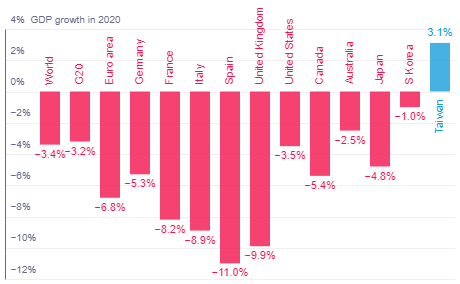 4% GDP growth in 2020
2%
0%
−2%
−4%
−6%
−8%
−10%
−12%
World
G20
Euro area
Germany
France
Italy
Spain
United Kingdom
United States
Canada
Australia
Japan
S Korea
Taiwan
−3.4%
−3.2%
−6.8%
−5.3%
−8.2%
−8.9%
−11.0%
−9.9%
−3.5%
−5.4%
−2.5%
−4.8%
−1.0%
3.1%